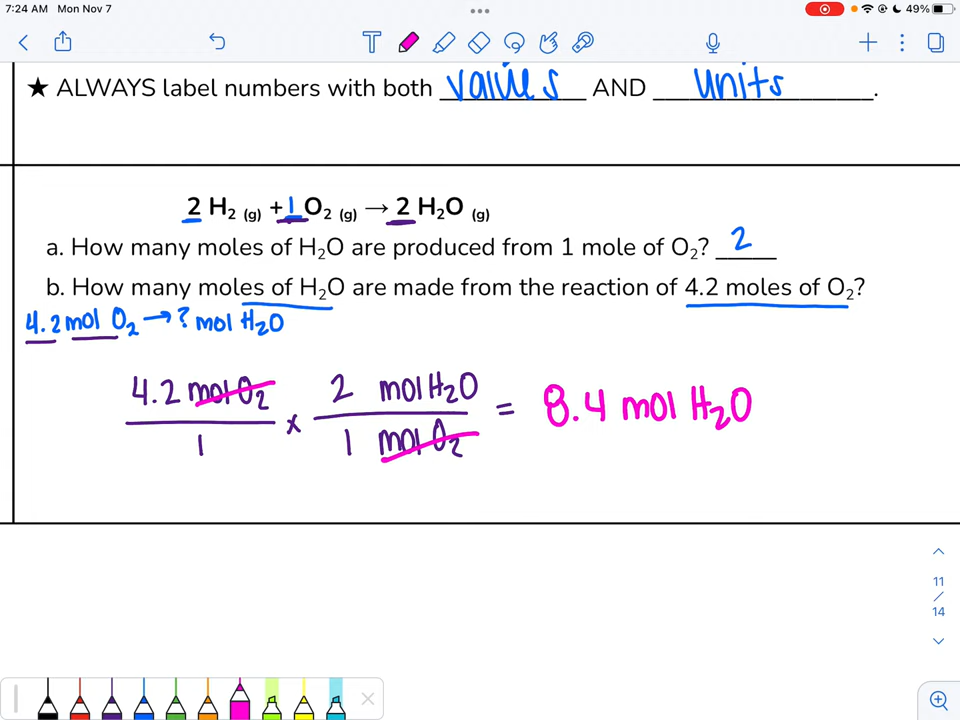 7:24 AM Mon Nov 7
49%
★ ALWAYS label numbers with both values AND units.
2 H₂ (g) + 1 O₂ (g) → 2 H₂O (g)
a. How many moles of H₂O are produced from 1 mole of O₂? 2
b. How many moles of H₂O are made from the reaction of 4.2 moles of O₂?
4.2 mol O₂ → ? mol H₂O
4.2 mol O₂ 2 mol H₂O
x = 8.4 mol H₂O
1 1 mol O₂
11
/
14